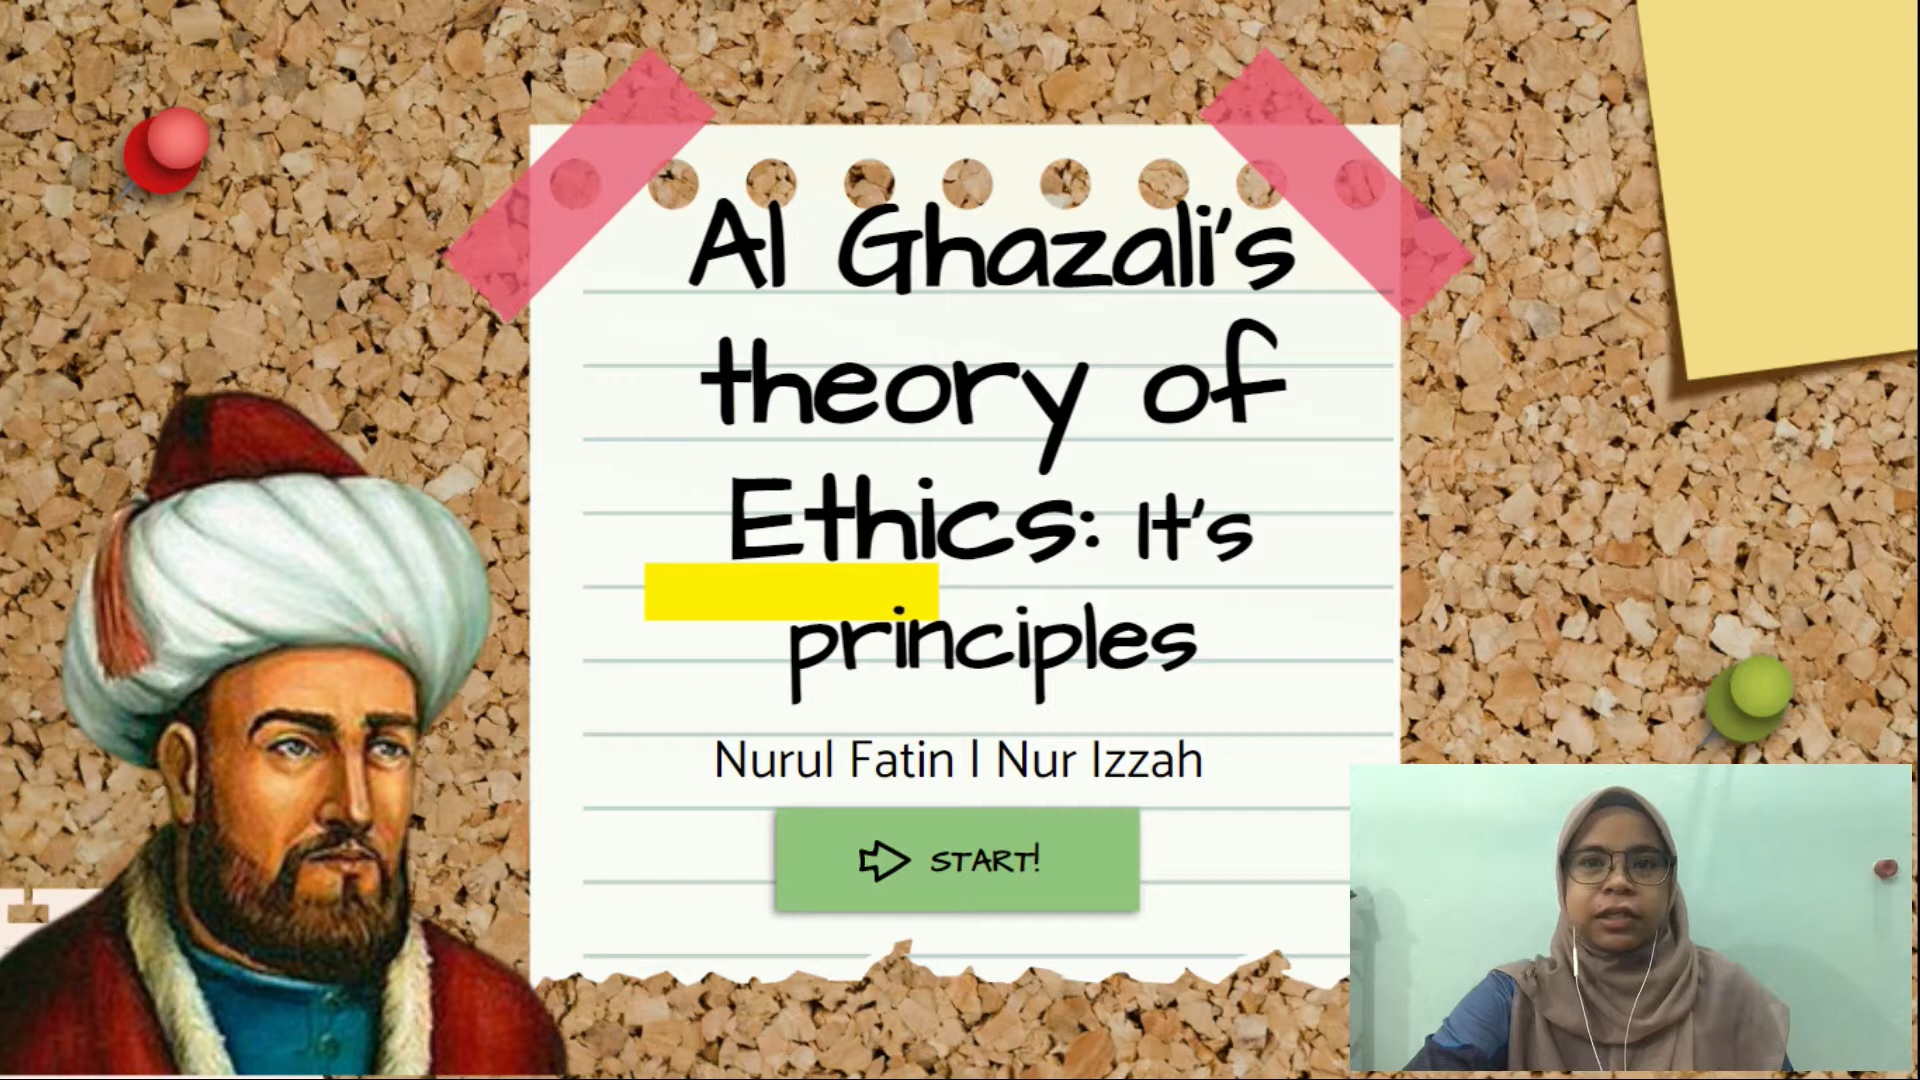 Al Ghazali's
theory of
Ethics: It's
principles
Nurul Fatin | Nur Izzah
START!